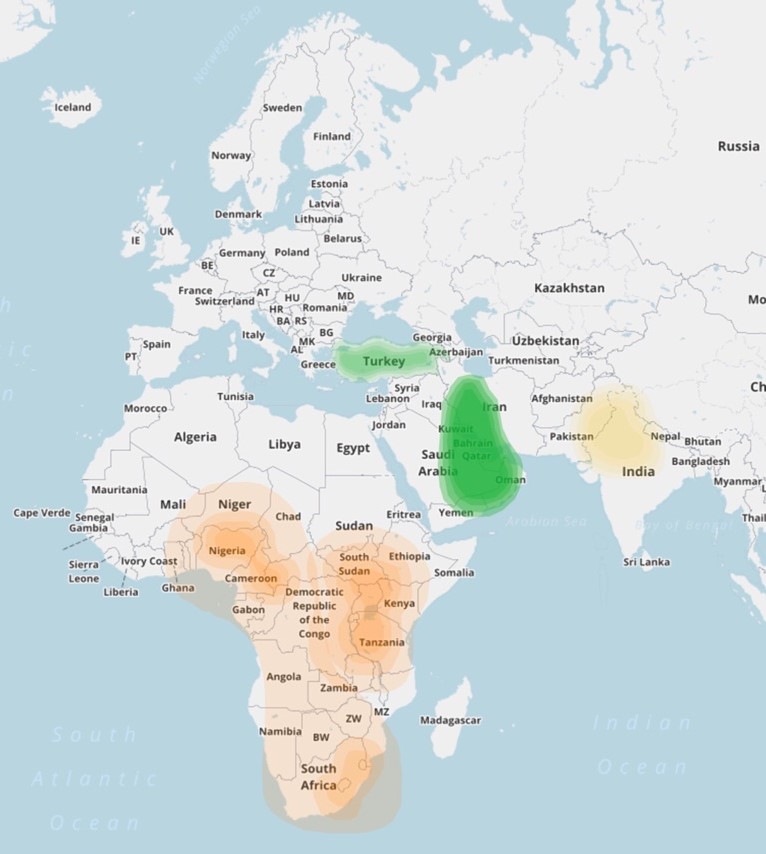 Norwegian Sea
Iceland
Sweden
Finland
Norway
Russia
Estonia
Latvia
Lithuania
Denmark
UK
IE
Belarus
Germany
Poland
BE
CZ
Ukraine
Kazakhstan
France
AT
HU
MD
Switzerland
Romania
HR
BA
RS
Mo
Italy
BG
Georgia
Uzbekistan
Spain
PT
MK
AL
Greece
Turkey
Azerbaijan
Turkmenistan
Syria
Lebanon
Iraq
Iran
Afghanistan
Ch
Tunisia
Morocco
Jordan
Kuwait
Algeria
Libya
Egypt
Bahrain
Saudi
Arabia
Qatar
Pakistan
Nepal
Bhutan
Bangladesh
India
Oman
Myanmar
Mauritania
Mali
Niger
Chad
Sudan
Eritrea
Yemen
Arabian Sea
Bay of Bengal
Thai
Cape Verde
Senegal
Gambia
Nigeria
South
Sudan
Ethiopia
Somalia
Sri Lanka
Sierra
Leone
Ivory Coast
Liberia
Ghana
Cameroon
Gabon
Democratic
Republic
of the
Congo
Kenya
Tanzania
Angola
Zambia
MZ
ZW
Madagascar
Namibia
BW
South
Africa
South
Atlantic
Ocean
Indian
Ocean